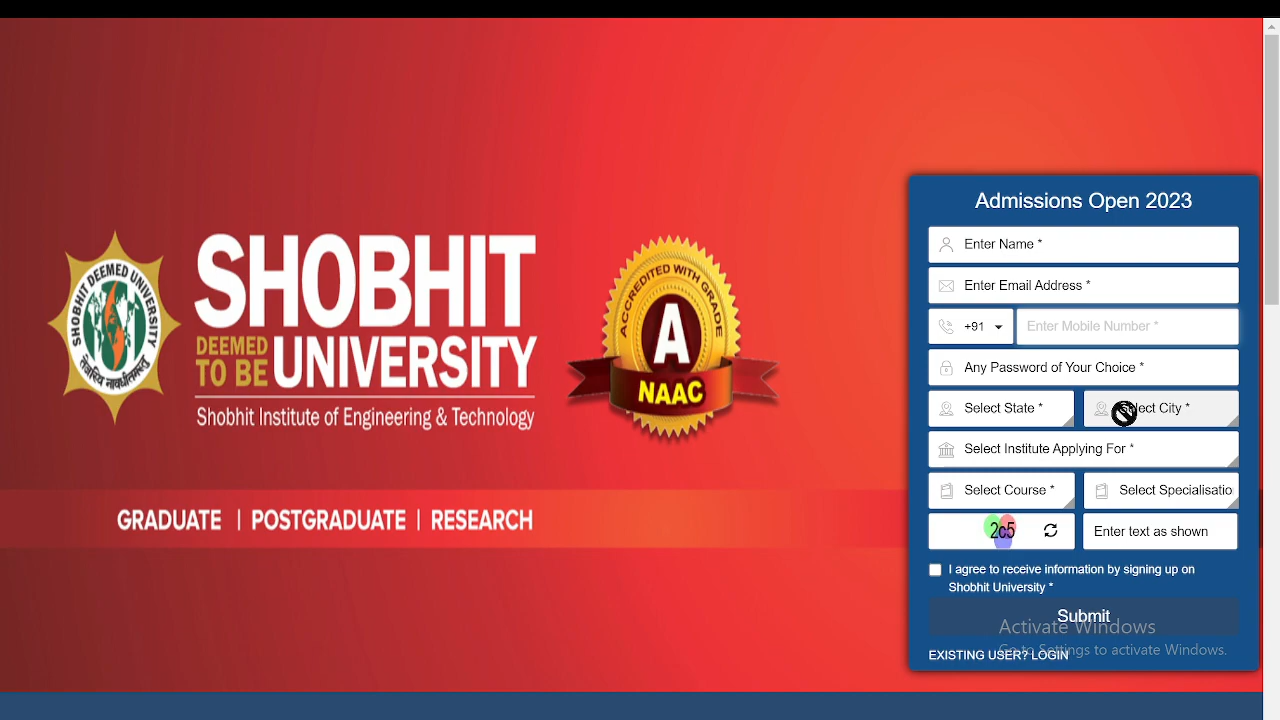 SHOBHIT DEEMED UNIVERSITY
SHOBHIT
DEEMED
TO BE UNIVERSITY
Shobhit Institute of Engineering & Technology
ACCREDITED WITH GRADE
A
NAAC
GRADUATE | POSTGRADUATE | RESEARCH
Admissions Open 2023
Enter Name *
Enter Email Address *
+91 Enter Mobile Number *
Any Password of Your Choice *
Select State *
City *
Select Institute Applying For *
Select Course *
Select Specialisatio
2c5
Enter text as shown
I agree to receive information by signing up on
Shobhit University *
Submit
Activate Windows
Go to Settings to activate Windows.
EXISTING USER? LOGIN